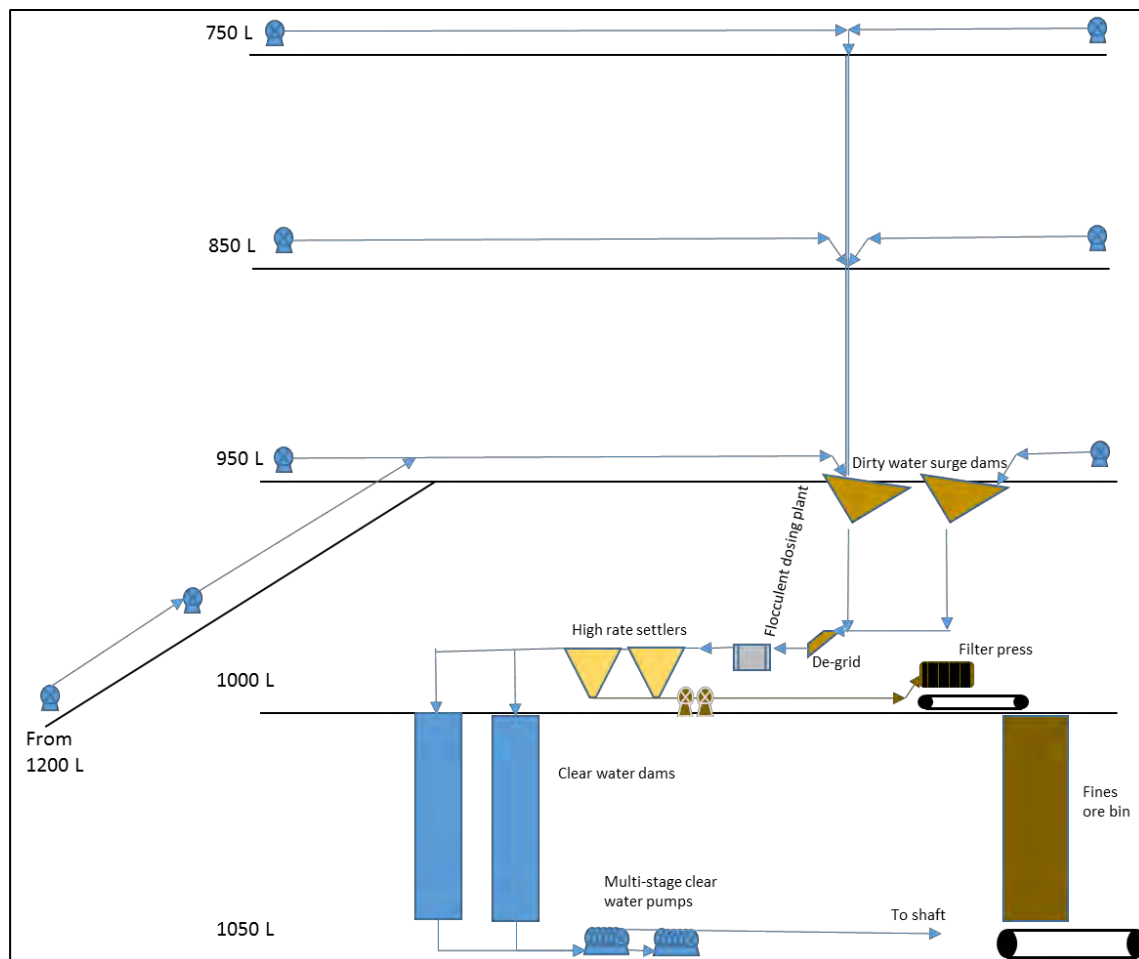 750 L
850 L
950 L
Dirty water surge dams
Flocculent dosing plant
High rate settlers
De-grid
Filter press
1000 L
From
1200 L
Clear water dams
Fines
ore bin
Multi-stage clear
water pumps
To shaft
1050 L